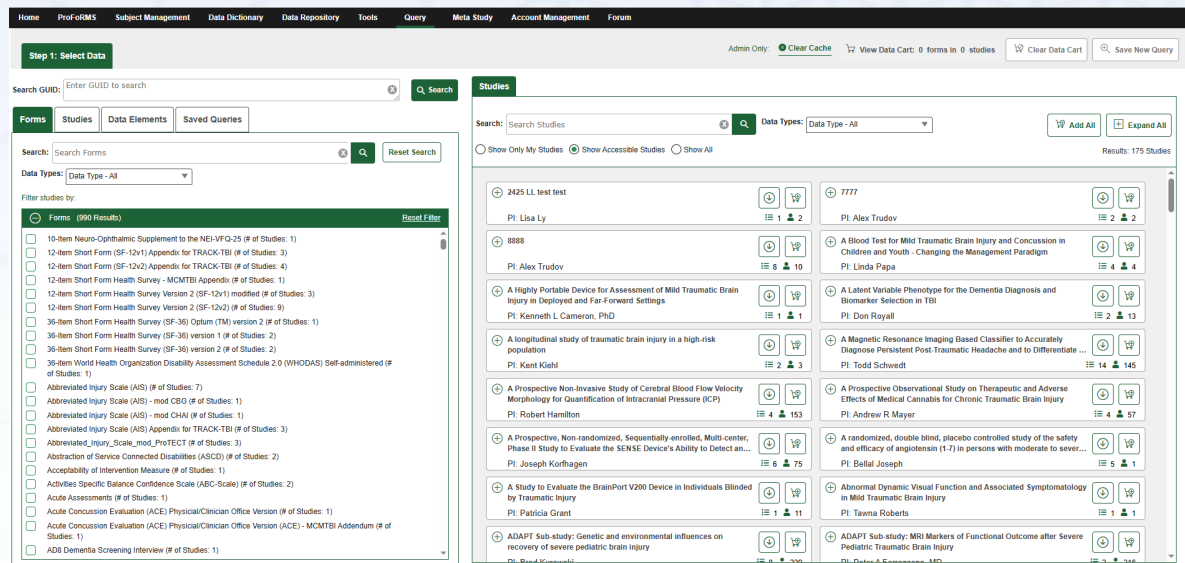 Home ProFoRMS Subject Management Data Dictionary Data Repository Tools Query Meta Study Account Management Forum
Step 1: Select Data
Admin Only: Clear Cache View Data Cart: 0 forms in 0 studies Clear Data Cart Save New Query
Search GUID: Enter GUID to search Search
Forms Studies Data Elements Saved Queries
Search: Search Forms Reset Search
Data Types: Data Type - All
Filter studies by:
Forms (990 Results) Reset Filter
10-Item Neuro-Ophthalmic Supplement to the NEI-VFQ-25 (# of Studies: 1)
12-item Short Form (SF-12v1) Appendix for TRACK-TBI (# of Studies: 3)
12-item Short Form (SF-12v2) Appendix for TRACK-TBI (# of Studies: 4)
12-item Short Form Health Survey - MCMTBI Appendix (# of Studies: 1)
12-item Short Form Health Survey Version 2 (SF-12v1) modified (# of Studies: 3)
12-item Short Form Health Survey Version 2 (SF-12v2) (# of Studies: 9)
36-Item Short Form Health Survey (SF-36) Optum (TM) version 2 (# of Studies: 1)
36-Item Short Form Health Survey (SF-36) version 1 (# of Studies: 2)
36-Item Short Form Health Survey (SF-36) version 2 (# of Studies: 2)
36-item World Health Organization Disability Assessment Schedule 2.0 (WHODAS) Self-administered (#
of Studies: 1)
Abbreviated Injury Scale (AIS) (# of Studies: 7)
Abbreviated Injury Scale (AIS) - mod CBG (# of Studies: 1)
Abbreviated Injury Scale (AIS) - mod CHAI (# of Studies: 1)
Abbreviated Injury Scale (AIS) Appendix for TRACK-TBI (# of Studies: 3)
Abbreviated_Injury_Scale_mod_ProTECT (# of Studies: 3)
Abstraction of Service Connected Disabilities (ASCD) (# of Studies: 2)
Acceptability of Intervention Measure (# of Studies: 1)
Activities Specific Balance Confidence Scale (ABC-Scale) (# of Studies: 2)
Acute Assessments (# of Studies: 1)
Acute Concussion Evaluation (ACE) Physicial/Clinician Office Version (# of Studies: 1)
Acute Concussion Evaluation (ACE) Physicial/Clinician Office Version (ACE) - MCMTBI Addendum (# of
Studies: 1)
AD8 Dementia Screening Interview (# of Studies: 1)
Studies
Search: Search Studies Data Types: Data Type - All Add All Expand All
Show Only My Studies Show Accessible Studies Show All Results: 175 Studies
2425 LL test test
PI: Lisa Ly 1 2
7777
PI: Alex Trudov 2 2
8888
PI: Alex Trudov 8 10
A Blood Test for Mild Traumatic Brain Injury and Concussion in
Children and Youth - Changing the Management Paradigm
PI: Linda Papa 4 4
A Highly Portable Device for Assessment of Mild Traumatic Brain
Injury in Deployed and Far-Forward Settings
PI: Kenneth L Cameron, PhD 1 1
A Latent Variable Phenotype for the Dementia Diagnosis and
Biomarker Selection in TBI
PI: Don Royall 2 13
A longitudinal study of traumatic brain injury in a high-risk
population
PI: Kent Kiehl 2 3
A Magnetic Resonance Imaging Based Classifier to Accurately
Diagnose Persistent Post-Traumatic Headache and to Differentiate ...
PI: Todd Schwedt 14 145
A Prospective Non-Invasive Study of Cerebral Blood Flow Velocity
Morphology for Quantification of Intracranial Pressure (ICP)
PI: Robert Hamilton 4 153
A Prospective Observational Study on Therapeutic and Adverse
Effects of Medical Cannabis for Chronic Traumatic Brain Injury
PI: Andrew R Mayer 4 57
A Prospective, Non-randomized, Sequentially-enrolled, Multi-center,
Phase II Study to Evaluate the SENSE Device's Ability to Detect an...
PI: Joseph Korfhagen 6 75
A randomized, double blind, placebo controlled study of the safety
and efficacy of angiotensin (1-7) in persons with moderate to sever...
PI: Bellal Joseph 5 1
A Study to Evaluate the BrainPort V200 Device in Individuals Blinded
by Traumatic Injury
PI: Patricia Grant 1 11
Abnormal Dynamic Visual Function and Associated Symptomatology
in Mild Traumatic Brain Injury
PI: Tawna Roberts 1 1
ADAPT Sub-study: Genetic and environmental influences on
recovery of severe pediatric brain injury
ADAPT Sub-study: MRI Markers of Functional Outcome after Severe
Pediatric Traumatic Brain Injury